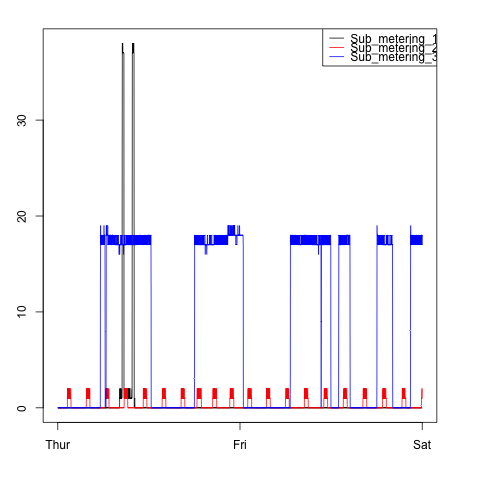 Sub_metering_1
Sub_metering_2
Sub_metering_3
30
20
10
0
Thur Fri Sat